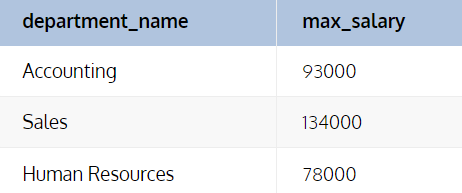 department_name max_salary
Accounting 93000
Sales 134000
Human Resources 78000